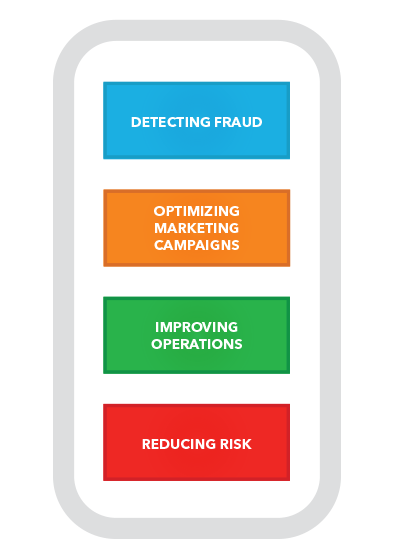 DETECTING FRAUD
OPTIMIZING
MARKETING
CAMPAIGNS
IMPROVING
OPERATIONS
REDUCING RISK